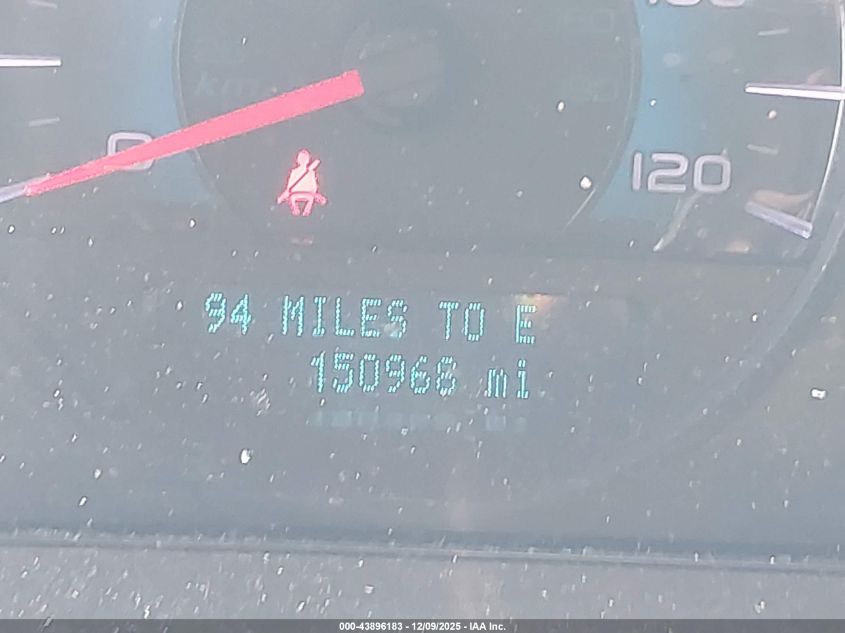 0
120
94 MILES TO E
150968 mi
000-43896183 - 12/09/2025 - IAA Inc.